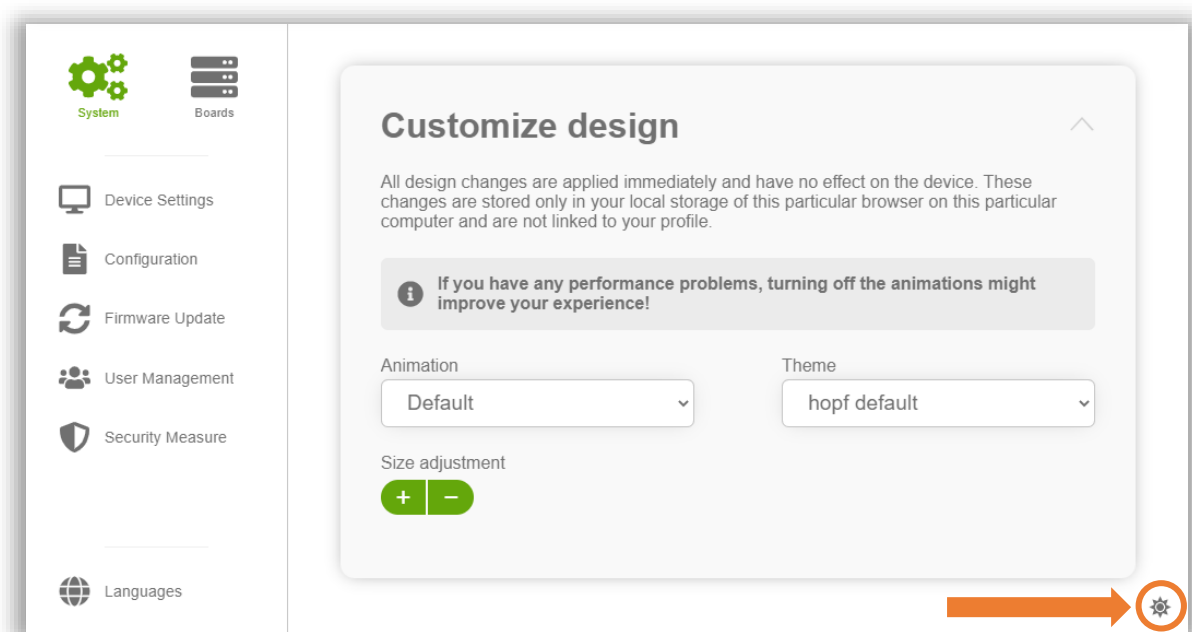 System
Boards
Device Settings
Configuration
Firmware Update
User Management
Security Measure
Languages
Customize design
All design changes are applied immediately and have no effect on the device. These
changes are stored only in your local storage of this particular browser on this particular
computer and are not linked to your profile.
If you have any performance problems, turning off the animations might
improve your experience!
Animation
Default
Theme
hopf default
Size adjustment
+ −